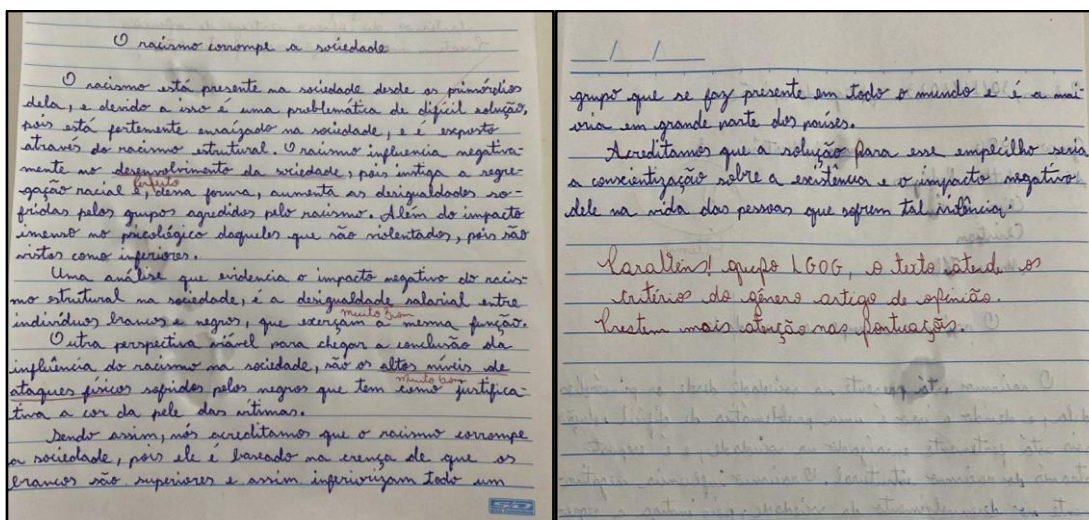 O racismo corrompe a sociedade
O racismo está presente na sociedade desde os primórdios
dela, e devido a isso é uma problemática de difícil solução,
pois está fortemente enraizado na sociedade, e é exposto
através do racismo estrutural. O racismo influencia negativa-
mente no desenvolvimento da sociedade, pois instiga a segre-
perfeito
gação racial e, dessa forma, aumenta as desigualdades so-
fridas pelos grupos agredidos pelo racismo. Além do impacto
imenso no psicológico daqueles que são violentados, pois são
vistos como inferiores.
Uma análise que evidencia o impacto negativo do racis-
mo estrutural na sociedade, é a desigualdade salarial entre
indivíduos brancos e negros, que exerçam a mesma função.
muito bom
Outra perspectiva viável para chegar a conclusão da
influência do racismo na sociedade, são os altos níveis de
ataques físicos sofridos pelos negros que tem como justifica-
muito bom
tiva a cor da pele das vítimas.
Sendo assim, nós acreditamos que o racismo corrompe
a sociedade, pois ele é baseado na crença de que os
brancos são superiores e assim inferiorizam todo um
/ /
grupo que se faz presente em todo o mundo e é a mai-
oria em grande parte dos países.
Acreditamos que a solução para esse empecilho seria
a conscientização sobre a existência e o impacto negativo
dele na vida das pessoas que sofrem tal violência.
Parabéns! grupo LGOG, o texto atende os
critérios do gênero artigo de opinião.
Prestem mais atenção nas pontuações.